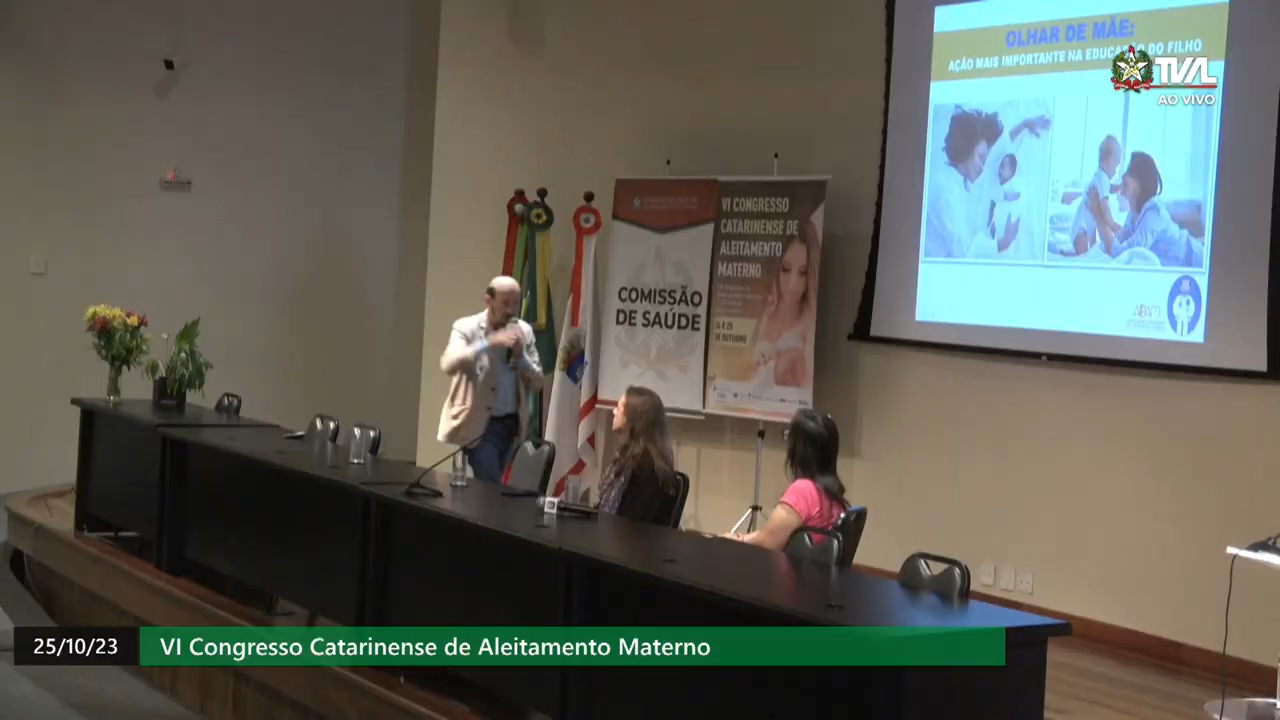 OLHAR DE MÃE:
AÇÃO MAIS IMPORTANTE NA EDUCAÇÃO DO FILHO
TVAL
AO VIVO
VI CONGRESSO
CATARINENSE DE
ALEITAMENTO
MATERNO
COMISSÃO
DE SAÚDE
DE OUTUBRO
25/10/23
VI Congresso Catarinense de Aleitamento Materno